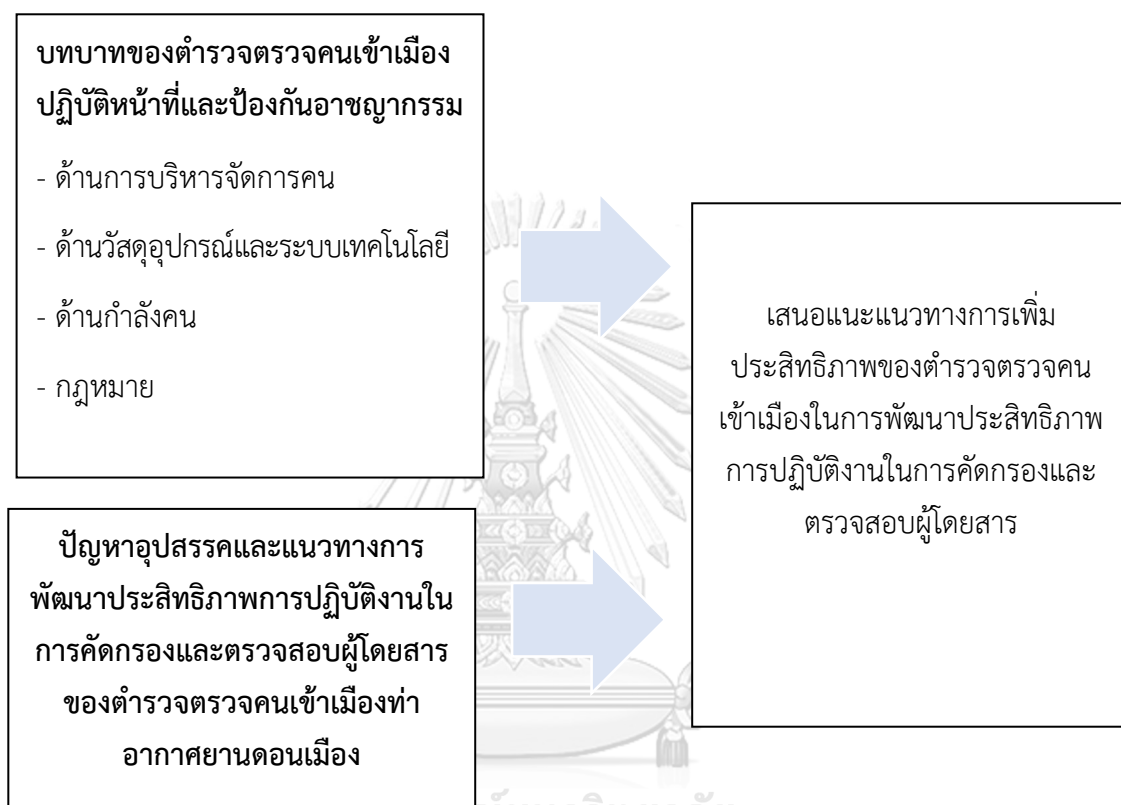 บทบาทของตำรวจตรวจคนเข้าเมือง
ปฏิบัติหน้าที่และป้องกันอาชญากรรม
- ด้านการบริหารจัดการคน
- ด้านวัสดุอุปกรณ์และระบบเทคโนโลยี
- ด้านกำลังคน
- กฎหมาย
ปัญหาอุปสรรคและแนวทางการ
พัฒนาประสิทธิภาพการปฏิบัติงานใน
การคัดกรองและตรวจสอบผู้โดยสาร
ของตำรวจตรวจคนเข้าเมืองท่า
อากาศยานดอนเมือง
เสนอแนะแนวทางการเพิ่ม
ประสิทธิภาพของตำรวจตรวจคน
เข้าเมืองในการพัฒนาประสิทธิภาพ
การปฏิบัติงานในการคัดกรองและ
ตรวจสอบผู้โดยสาร